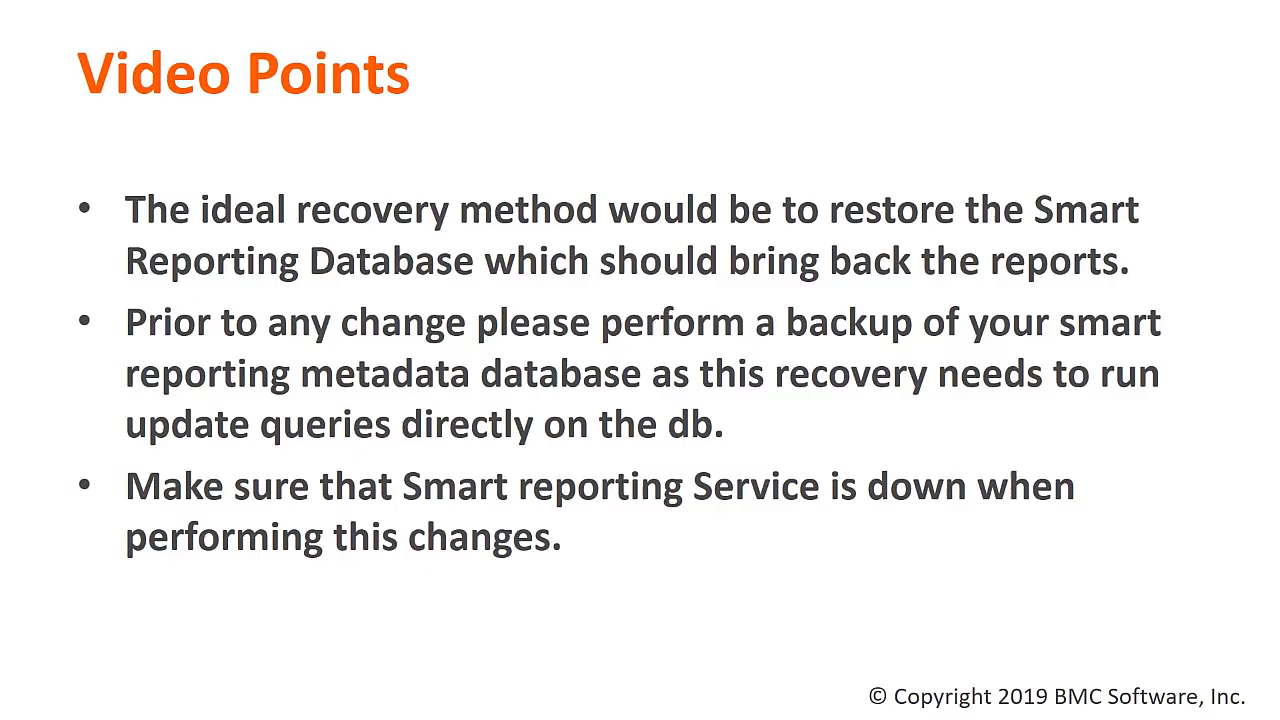 Video Points
• The ideal recovery method would be to restore the Smart
Reporting Database which should bring back the reports.
• Prior to any change please perform a backup of your smart
reporting metadata database as this recovery needs to run
update queries directly on the db.
• Make sure that Smart reporting Service is down when
performing this changes.
© Copyright 2019 BMC Software, Inc.